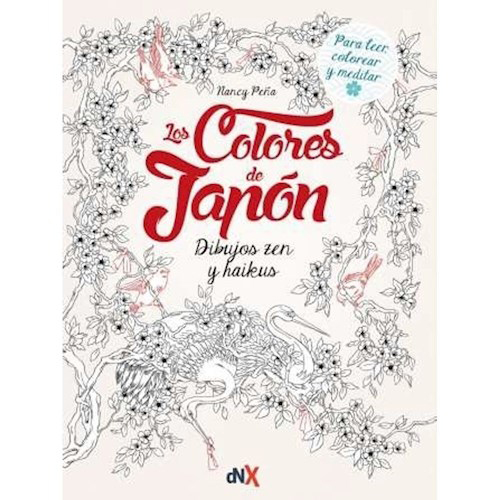 Para leer,
colorear
y meditar
Nancy Peña
Los
Colores
de
Japón
Dibujos zen
y haikus
dNX